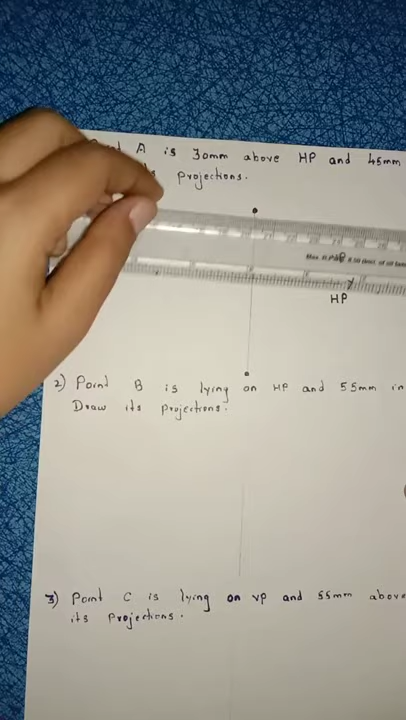 A is 30mm above HP and 45mm
projections.
HP
2) Point B is lying on HP and 55mm in
Draw its projections.
3) Point C is lying on VP and 55mm above
its projections.